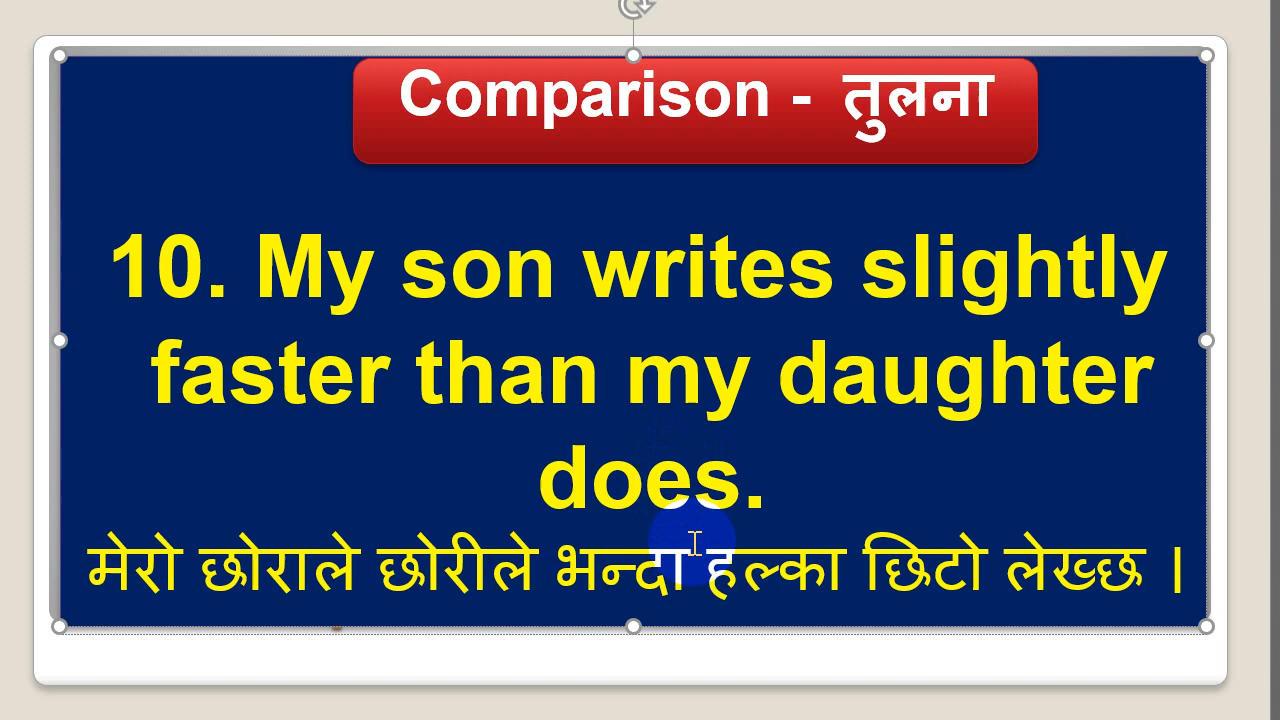 Comparison - तुलना
10. My son writes slightly
faster than my daughter
does.
मेरो छोराले छोरीले भन्दा हल्का छिटो लेख्छ ।